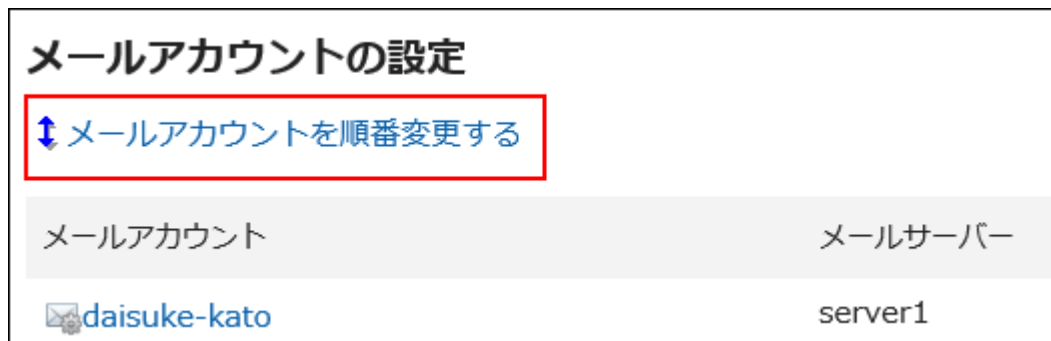 メールアカウントの設定
メールアカウントを順番変更する
メールアカウント メールサーバー
daisuke-kato server1